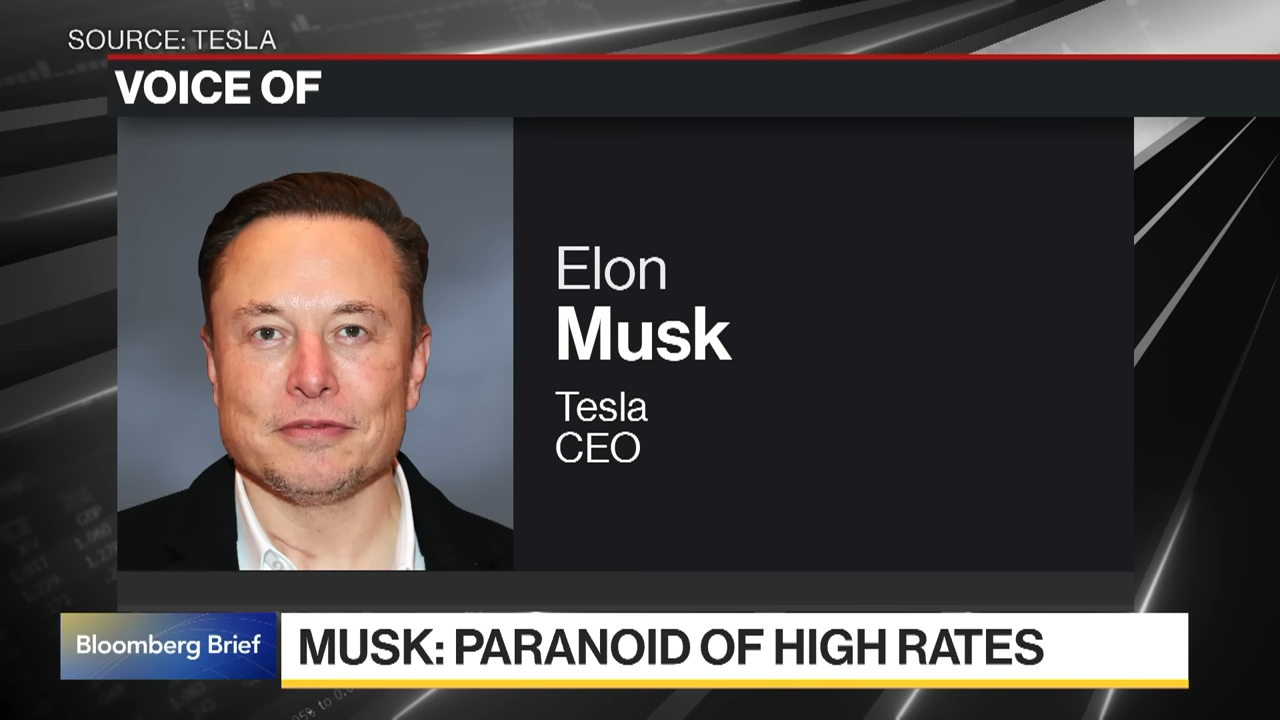 SOURCE: TESLA
VOICE OF
Elon
Musk
Tesla
CEO
Bloomberg Brief
MUSK: PARANOID OF HIGH RATES